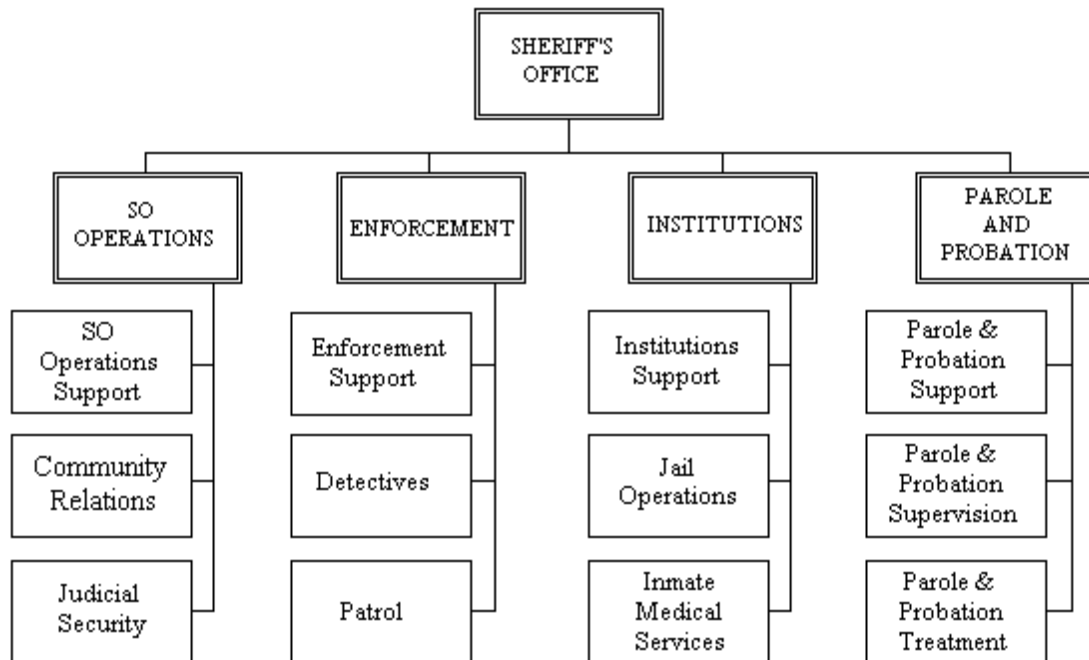 SHERIFF'S
OFFICE
SO
OPERATIONS
ENFORCEMENT
INSTITUTIONS
PAROLE
AND
PROBATION
SO
Operations
Support
Enforcement
Support
Institutions
Support
Parole &
Probation
Support
Community
Relations
Detectives
Jail
Operations
Parole &
Probation
Supervision
Judicial
Security
Patrol
Inmate
Medical
Services
Parole &
Probation
Treatment